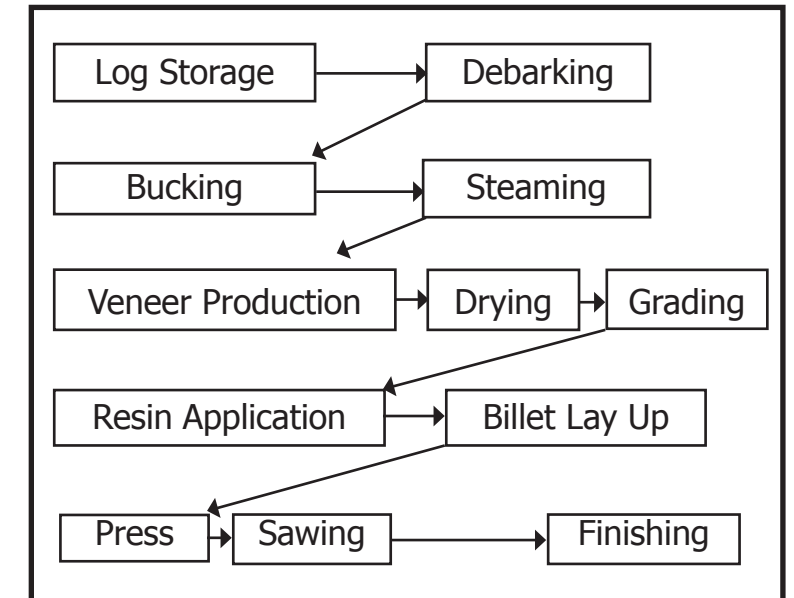 Log Storage Debarking
Bucking Steaming
Veneer Production Drying Grading
Resin Application Billet Lay Up
Press Sawing Finishing